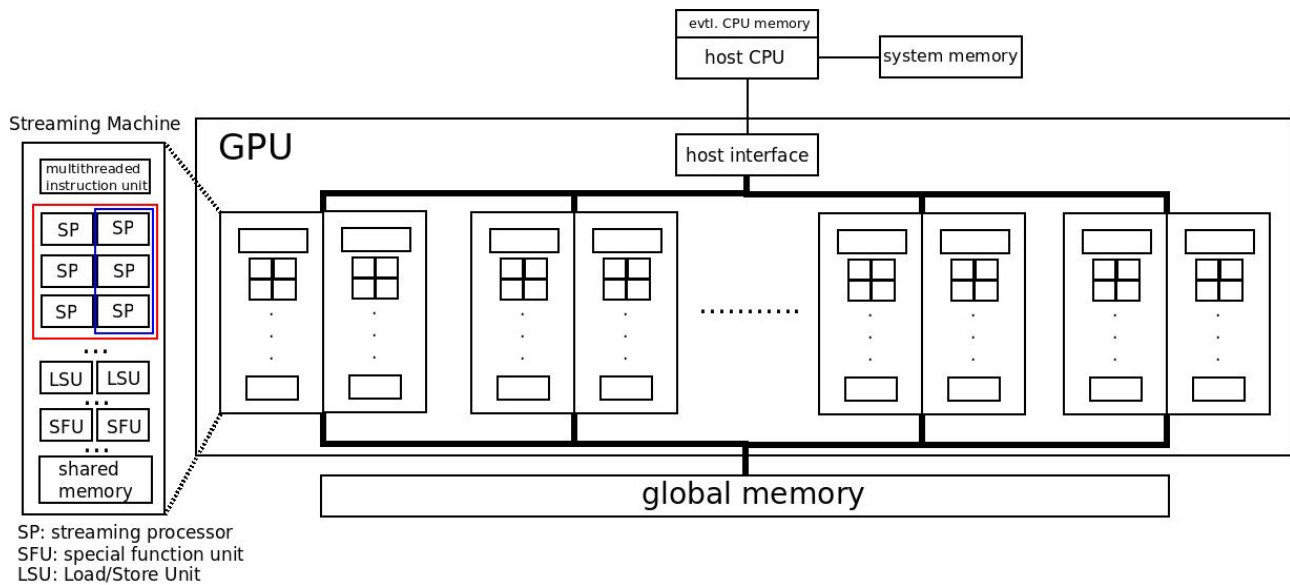 evtl. CPU memory
host CPU
system memory
Streaming Machine
GPU
host interface
multithreaded
instruction unit
SP SP
SP SP
SP SP
...
LSU LSU
...
SFU SFU
...
shared
memory
...........
global memory
SP: streaming processor
SFU: special function unit
LSU: Load/Store Unit